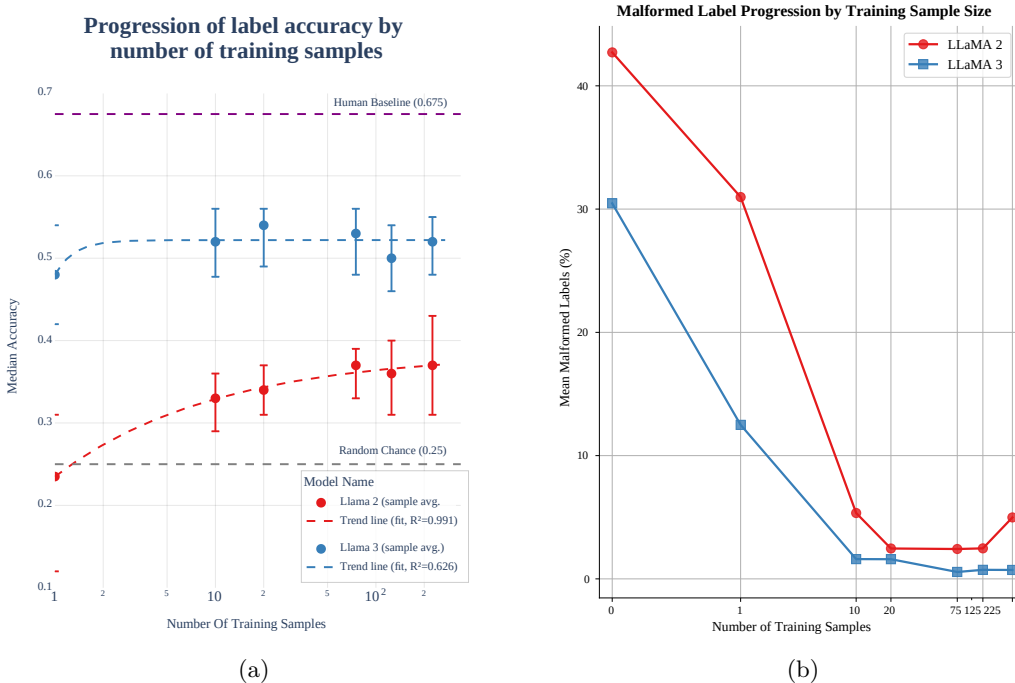 Progression of label accuracy by
number of training samples
0.7
Human Baseline (0.675)
0.6
0.5
0.4
Median Accuracy
0.3
Random Chance (0.25)
0.2
Model Name
Llama 2 (sample avg.
Trend line (fit, R²=0.991)
Llama 3 (sample avg.)
Trend line (fit, R²=0.626)
0.1
1 2 5 10 2 5 10² 2
Number Of Training Samples
(a)
Malformed Label Progression by Training Sample Size
LLaMA 2
LLaMA 3
40
30
20
10
0
Mean Malformed Labels (%)
0 1 10 20 75 125 225
Number of Training Samples
(b)